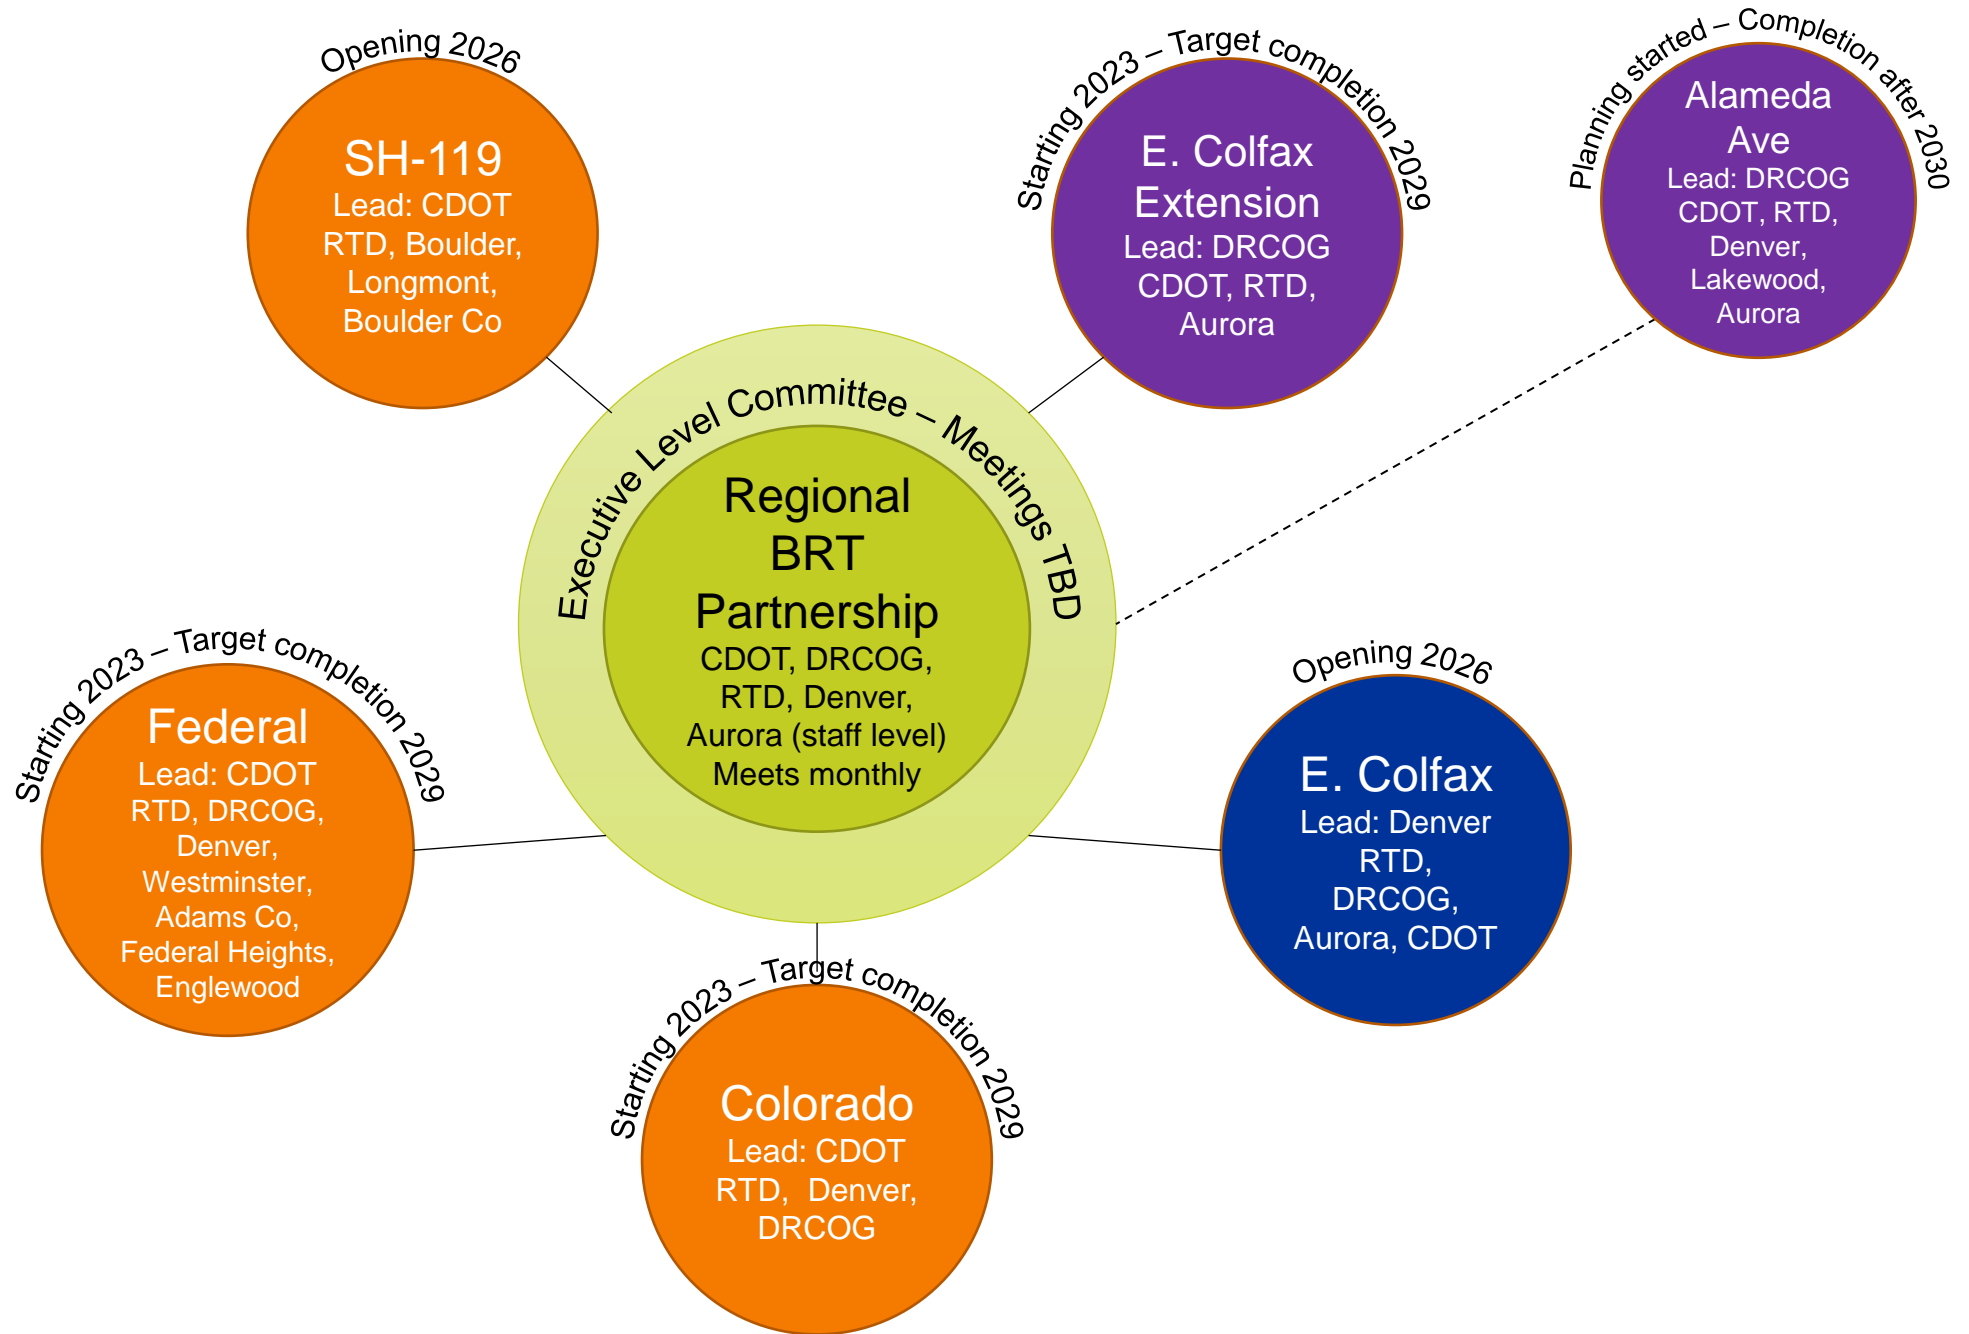 Opening 2026
SH-119
Lead: CDOT
RTD, Boulder,
Longmont,
Boulder Co
Starting 2023 – Target completion 2029
E. Colfax
Extension
Lead: DRCOG
CDOT, RTD,
Aurora
Planning started – Completion after 2030
Alameda
Ave
Lead: DRCOG
CDOT, RTD,
Denver,
Lakewood,
Aurora
Executive Level Committee – Meetings TBD
Regional
BRT
Partnership
CDOT, DRCOG,
RTD, Denver,
Aurora (staff level)
Meets monthly
Starting 2023 – Target completion 2029
Federal
Lead: CDOT
RTD, DRCOG,
Denver,
Westminster,
Adams Co,
Federal Heights,
Englewood
Opening 2026
E. Colfax
Lead: Denver
RTD,
DRCOG,
Aurora, CDOT
Starting 2023 – Target completion 2029
Colorado
Lead: CDOT
RTD, Denver,
DRCOG